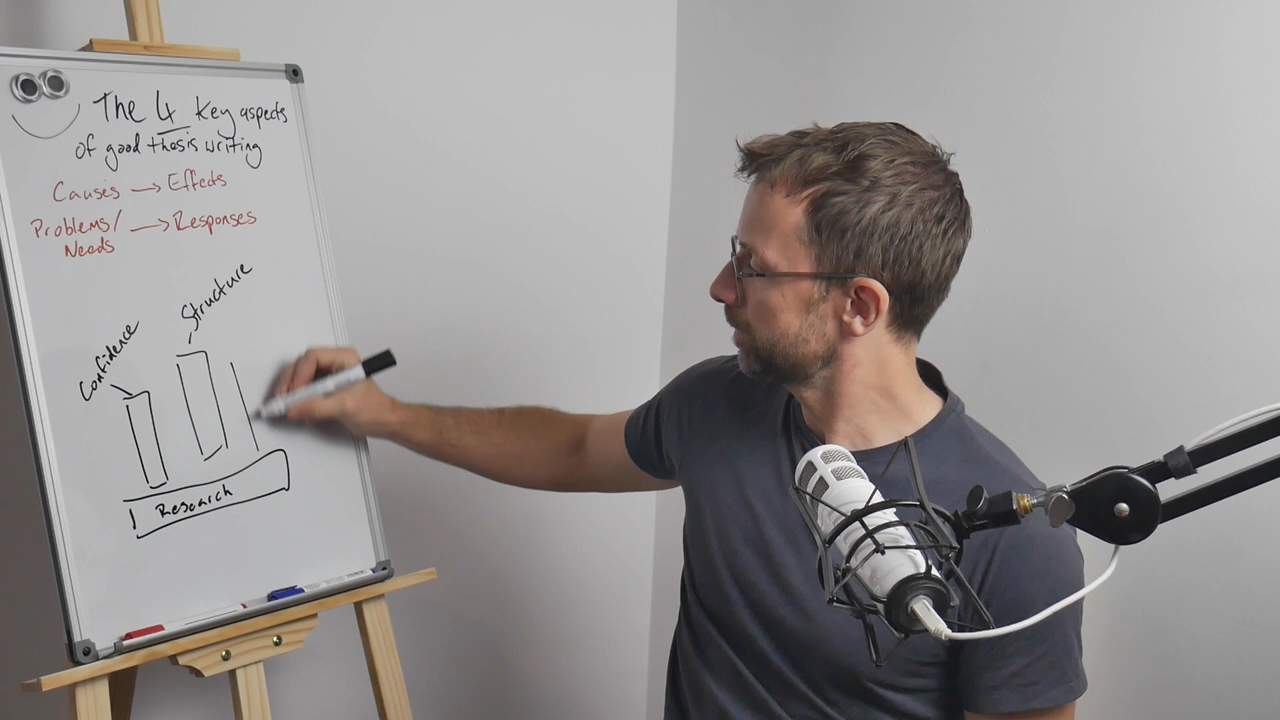 The 4 key aspects
of good thesis writing
Causes → Effects
Problems/ → Responses
Needs
Structure
Confidence
Research